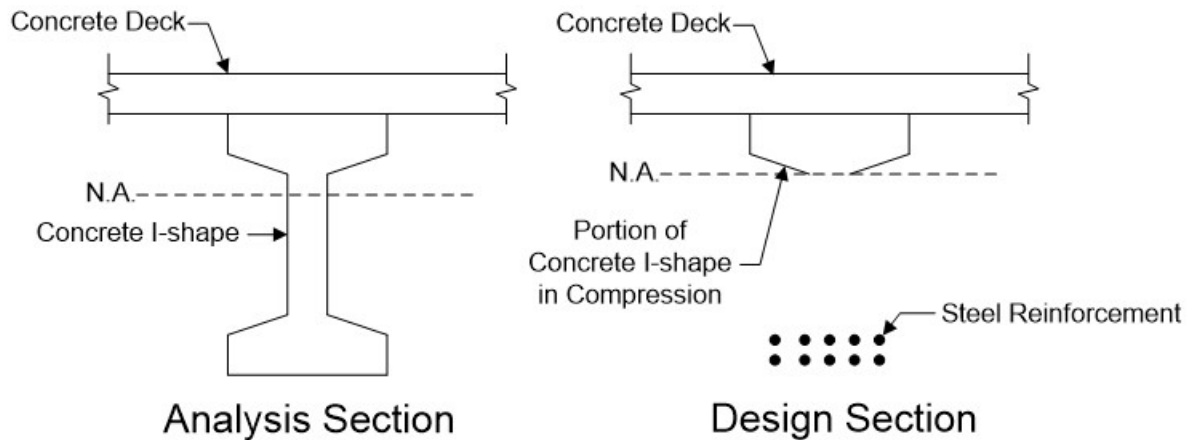 Concrete Deck
N.A.
Concrete I-shape
Analysis Section
Concrete Deck
N.A.
Portion of
Concrete I-shape
in Compression
Steel Reinforcement
Design Section